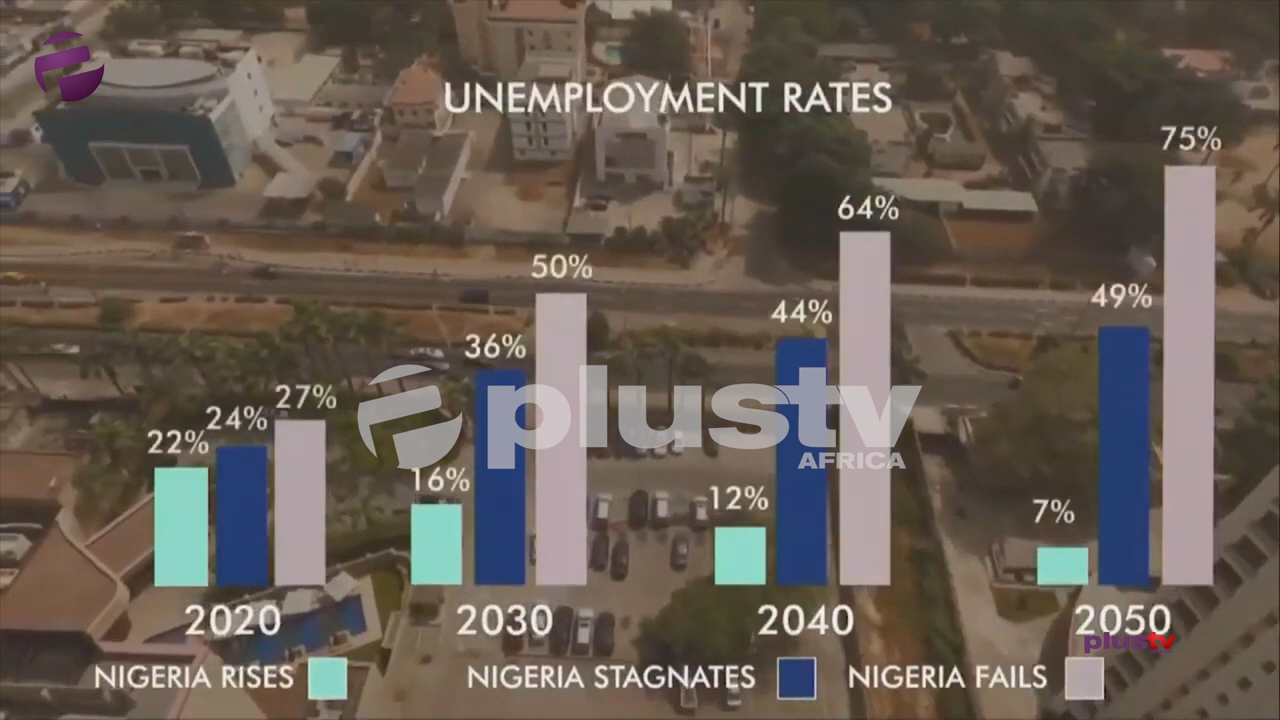 UNEMPLOYMENT RATES
22%
24%
27%
16%
36%
50%
12%
44%
64%
7%
49%
75%
plustv
AFRICA
2020
2030
2040
2050
plustv
NIGERIA RISES
NIGERIA STAGNATES
NIGERIA FAILS